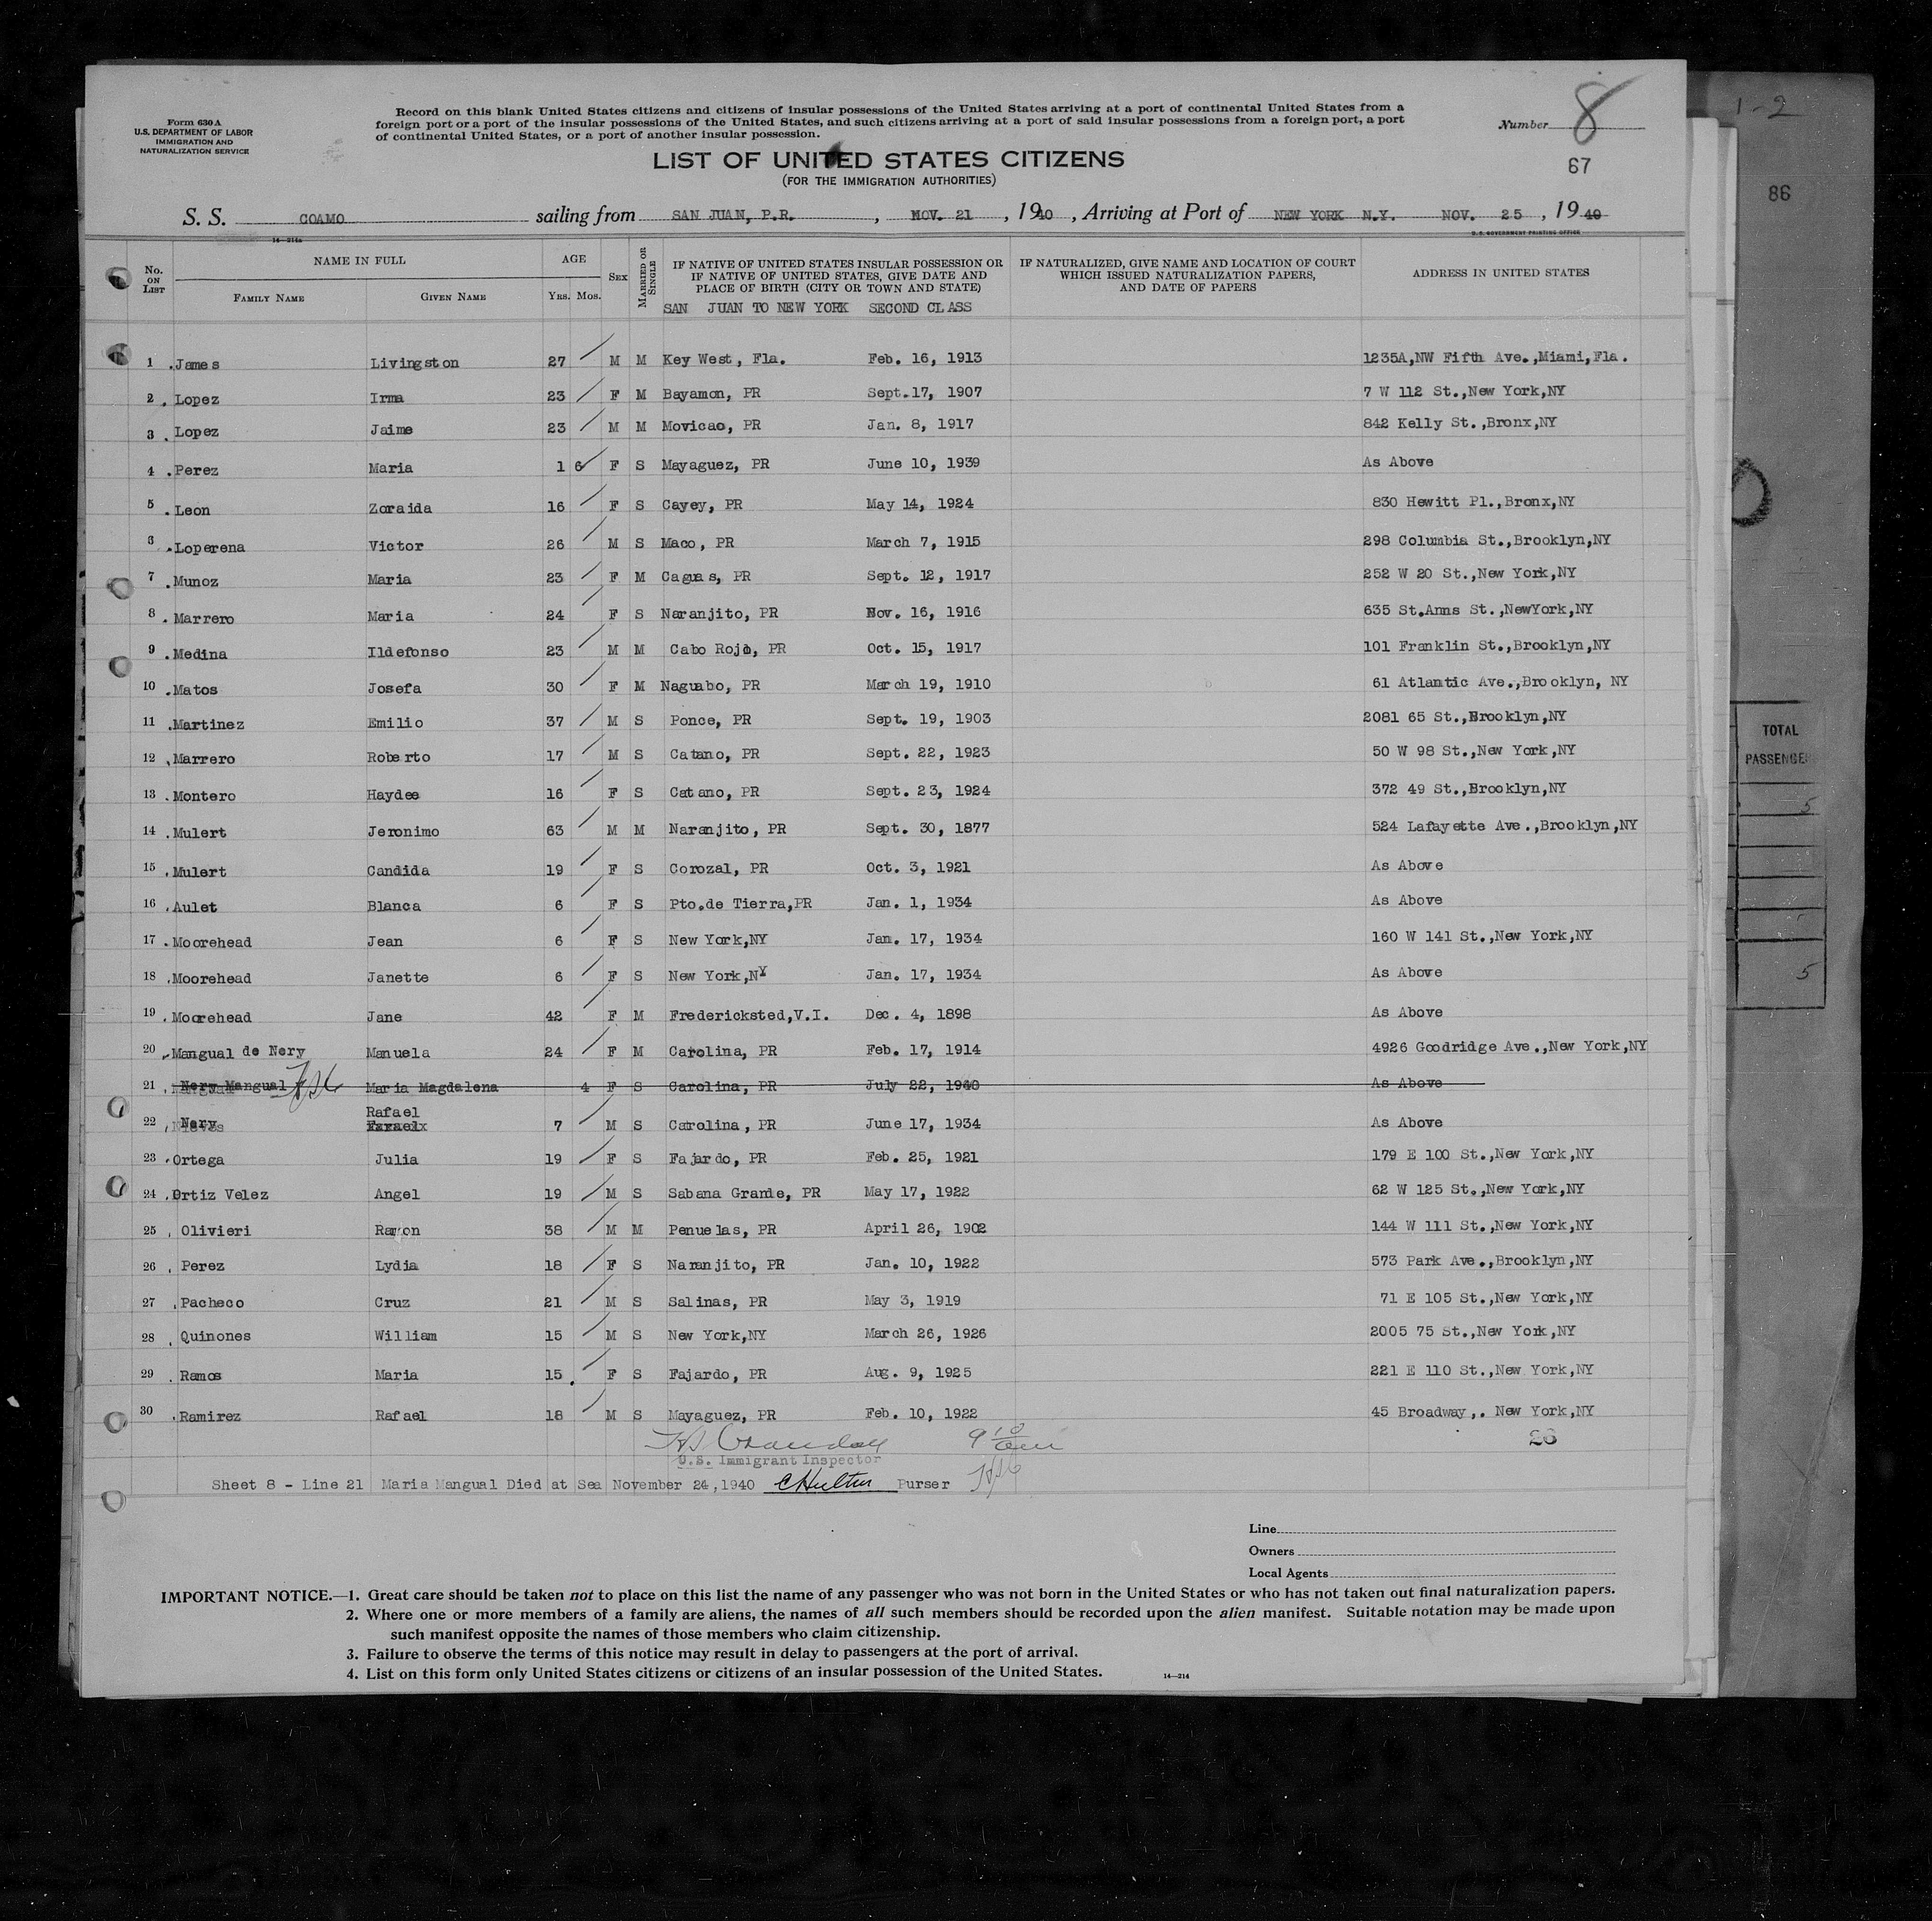 Form 630 A
U.S. DEPARTMENT OF LABOR
IMMIGRATION AND
NATURALIZATION SERVICE
Record on this blank United States citizens and citizens of insular possessions of the United States arriving at a port of continental United States from a
foreign port or a port of the insular possessions of the United States, and such citizens arriving at a port of said insular possessions from a foreign port, a port
of continental United States, or a port of another insular possession.
Number 8
67
1-2
86
LIST OF UNITED STATES CITIZENS
(FOR THE IMMIGRATION AUTHORITIES)
S. S. COAMO sailing from SAN JUAN, P.R. , NOV. 21 , 1940 , Arriving at Port of NEW YORK N.Y. NOV. 25 , 1940
14—214a U.S. GOVERNMENT PRINTING OFFICE
No. ON LIST NAME IN FULL FAMILY NAME GIVEN NAME AGE YRS. MOS. SEX MARRIED OR SINGLE IF NATIVE OF UNITED STATES INSULAR POSSESSION OR IF NATIVE OF UNITED STATES, GIVE DATE AND PLACE OF BIRTH (CITY OR TOWN AND STATE) IF NATURALIZED, GIVE NAME AND LOCATION OF COURT WHICH ISSUED NATURALIZATION PAPERS, AND DATE OF PAPERS ADDRESS IN UNITED STATES
SAN JUAN TO NEW YORK SECOND CLASS
1 James Livingston 27 M M Key West, Fla. Feb. 16, 1913 1235A,NW Fifth Ave.,Miami,Fla.
2 Lopez Irma 23 F M Bayamon, PR Sept.17, 1907 7 W 112 St.,New York,NY
3 Lopez Jaime 23 M M Movicao, PR Jan. 8, 1917 842 Kelly St.,Bronx,NY
4 Perez Maria 1 6 F S Mayaguez, PR June 10, 1939 As Above
5 Leon Zoraida 16 F S Cayey, PR May 14, 1924 830 Hewitt Pl.,Bronx,NY
6 Loperena Victor 26 M S Maco, PR March 7, 1915 298 Columbia St.,Brooklyn,NY
7 Munoz Maria 23 F M Caguas, PR Sept. 12, 1917 252 W 20 St.,New York,NY
8 Marrero Maria 24 F S Naranjito, PR Nov. 16, 1916 635 St.Anns St.,NewYork,NY
9 Medina Ildefonso 23 M M Cabo Rojo, PR Oct. 15, 1917 101 Franklin St.,Brooklyn,NY
10 Matos Josefa 30 F M Naguabo, PR March 19, 1910 61 Atlantic Ave.,Brooklyn, NY
11 Martinez Emilio 37 M S Ponce, PR Sept. 19, 1903 2081 65 St.,Brooklyn,NY
12 Marrero Roberto 17 M S Catano, PR Sept. 22, 1923 50 W 98 St.,New York,NY
13 Montero Haydee 16 F S Catano, PR Sept. 23, 1924 372 49 St.,Brooklyn,NY
14 Mulert Jeronimo 63 M M Naranjito, PR Sept. 30, 1877 524 Lafayette Ave.,Brooklyn,NY
15 Mulert Candida 19 F S Corozal, PR Oct. 3, 1921 As Above
16 Aulet Blanca 6 F S Pto.de Tierra,PR Jan. 1, 1934 As Above
17 Moorehead Jean 6 F S New York,NY Jan. 17, 1934 160 W 141 St.,New York,NY
18 Moorehead Janette 6 F S New York,NY Jan. 17, 1934 As Above
19 Moorehead Jane 42 F M Fredericksted,V.I. Dec. 4, 1898 As Above
20 Mangual de Nery Manuela 24 F M Carolina, PR Feb. 17, 1914 4926 Goodridge Ave.,New York,NY
21 Nery Mangual Maria Magdalena 4 F S Carolina, PR July 22, 1940 As Above
22 Nery Rafael 7 M S Carolina, PR June 17, 1934 As Above
23 Ortega Julia 19 F S Fajardo, PR Feb. 25, 1921 179 E 100 St.,New York,NY
24 Ortiz Velez Angel 19 M S Sabana Grande, PR May 17, 1922 62 W 125 St.,New York,NY
25 Olivieri Ramon 38 M M Penuelas, PR April 26, 1902 144 W 111 St.,New York,NY
26 Perez Lydia 18 F S Naranjito, PR Jan. 10, 1922 573 Park Ave.,Brooklyn,NY
27 Pacheco Cruz 21 M S Salinas, PR May 3, 1919 71 E 105 St.,New York,NY
28 Quinones William 15 M S New York,NY March 26, 1926 2005 75 St.,New York,NY
29 Ramos Maria 15 F S Fajardo, PR Aug. 9, 1925 221 E 110 St.,New York,NY
30 Ramirez Rafael 18 M S Mayaguez, PR Feb. 10, 1922 45 Broadway,. New York,NY
26
U.S. Immigrant Inspector
Sheet 8 - Line 21 Maria Mangual Died at Sea November 24,1940 Purser
TOTAL
PASSENGER
5
5
Line
Owners
Local Agents
IMPORTANT NOTICE.—1. Great care should be taken not to place on this list the name of any passenger who was not born in the United States or who has not taken out final naturalization papers.
2. Where one or more members of a family are aliens, the names of all such members should be recorded upon the alien manifest. Suitable notation may be made upon
such manifest opposite the names of those members who claim citizenship.
3. Failure to observe the terms of this notice may result in delay to passengers at the port of arrival.
4. List on this form only United States citizens or citizens of an insular possession of the United States.
14—214